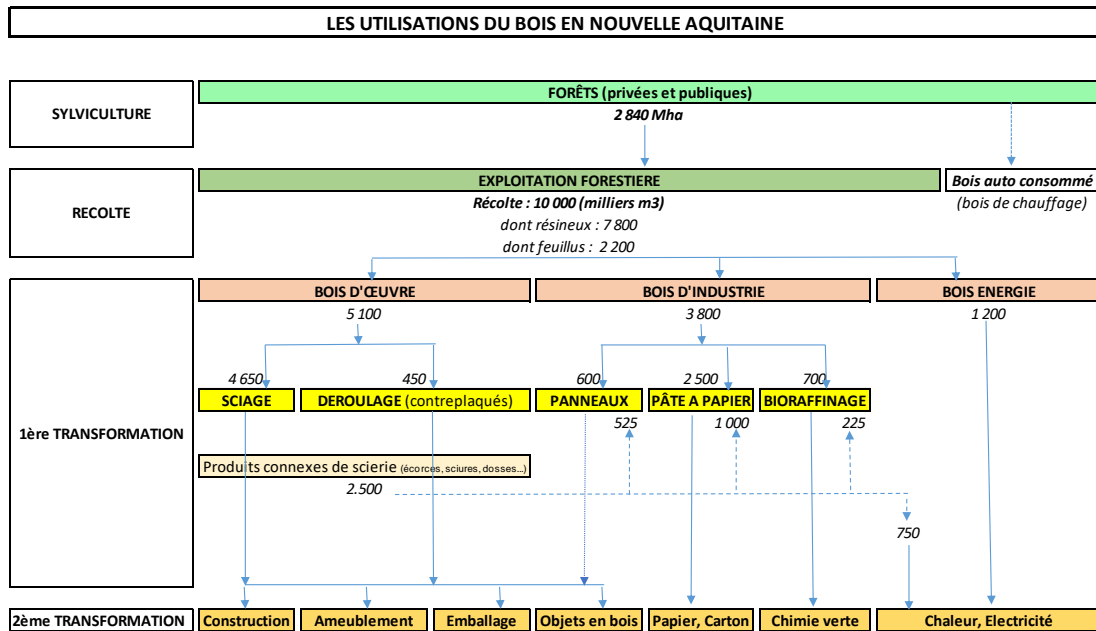 LES UTILISATIONS DU BOIS EN NOUVELLE AQUITAINE
SYLVICULTURE
FORÊTS (privées et publiques)
2 840 Mha
RECOLTE
EXPLOITATION FORESTIERE
Bois auto consommé
Récolte : 10 000 (milliers m3)
(bois de chauffage)
dont résineux : 7 800
dont feuillus : 2 200
1ère TRANSFORMATION
BOIS D'ŒUVRE
BOIS D'INDUSTRIE
BOIS ENERGIE
5 100
3 800
1 200
4 650
450
600
2 500
700
SCIAGE
DEROULAGE (contreplaqués)
PANNEAUX
PÂTE A PAPIER
BIORAFFINAGE
525
1 000
225
Produits connexes de scierie (écorces, sciures, dosses…)
2.500
750
2ème TRANSFORMATION
Construction
Ameublement
Emballage
Objets en bois
Papier, Carton
Chimie verte
Chaleur, Electricité